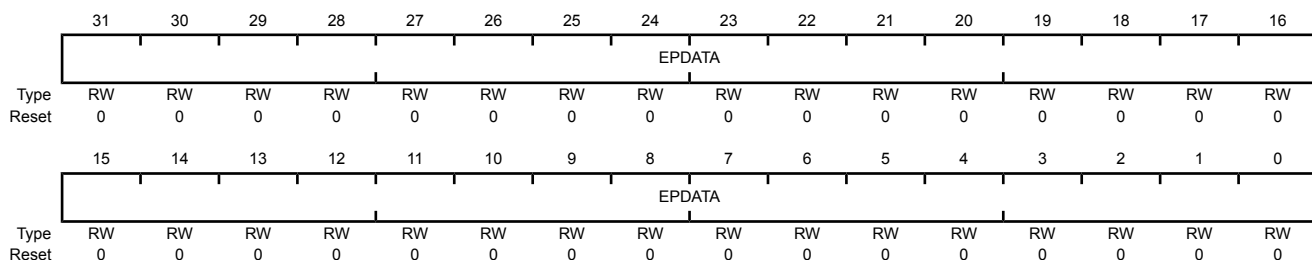 31 30 29 28 27 26 25 24 23 22 21 20 19 18 17 16
EPDATA
Type RW RW RW RW RW RW RW RW RW RW RW RW RW RW RW RW
Reset 0 0 0 0 0 0 0 0 0 0 0 0 0 0 0 0
15 14 13 12 11 10 9 8 7 6 5 4 3 2 1 0
EPDATA
Type RW RW RW RW RW RW RW RW RW RW RW RW RW RW RW RW
Reset 0 0 0 0 0 0 0 0 0 0 0 0 0 0 0 0